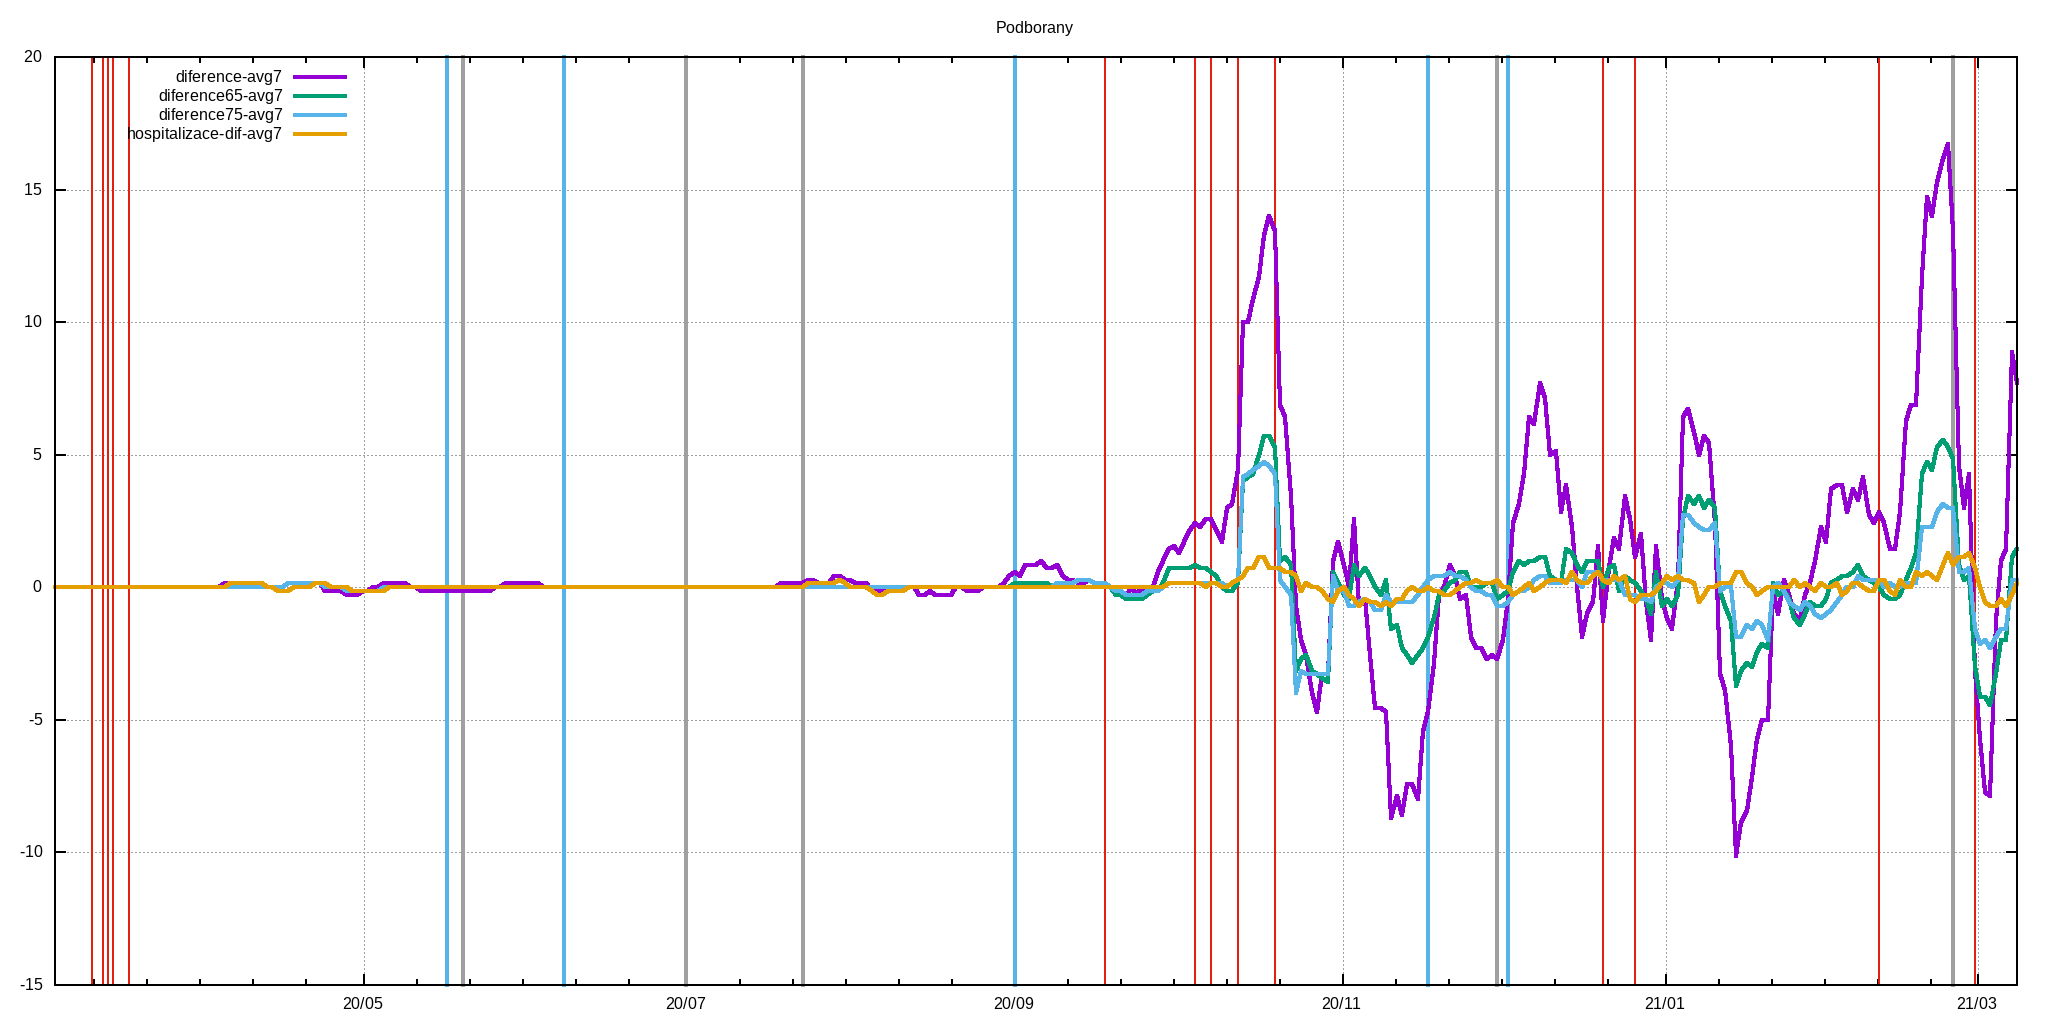 Podborany
20
diference-avg7
diference65-avg7
diference75-avg7
hospitalizace-dif-avg7
15
10
5
0
-5
-10
-15
20/05
20/07
20/09
20/11
21/01
21/03